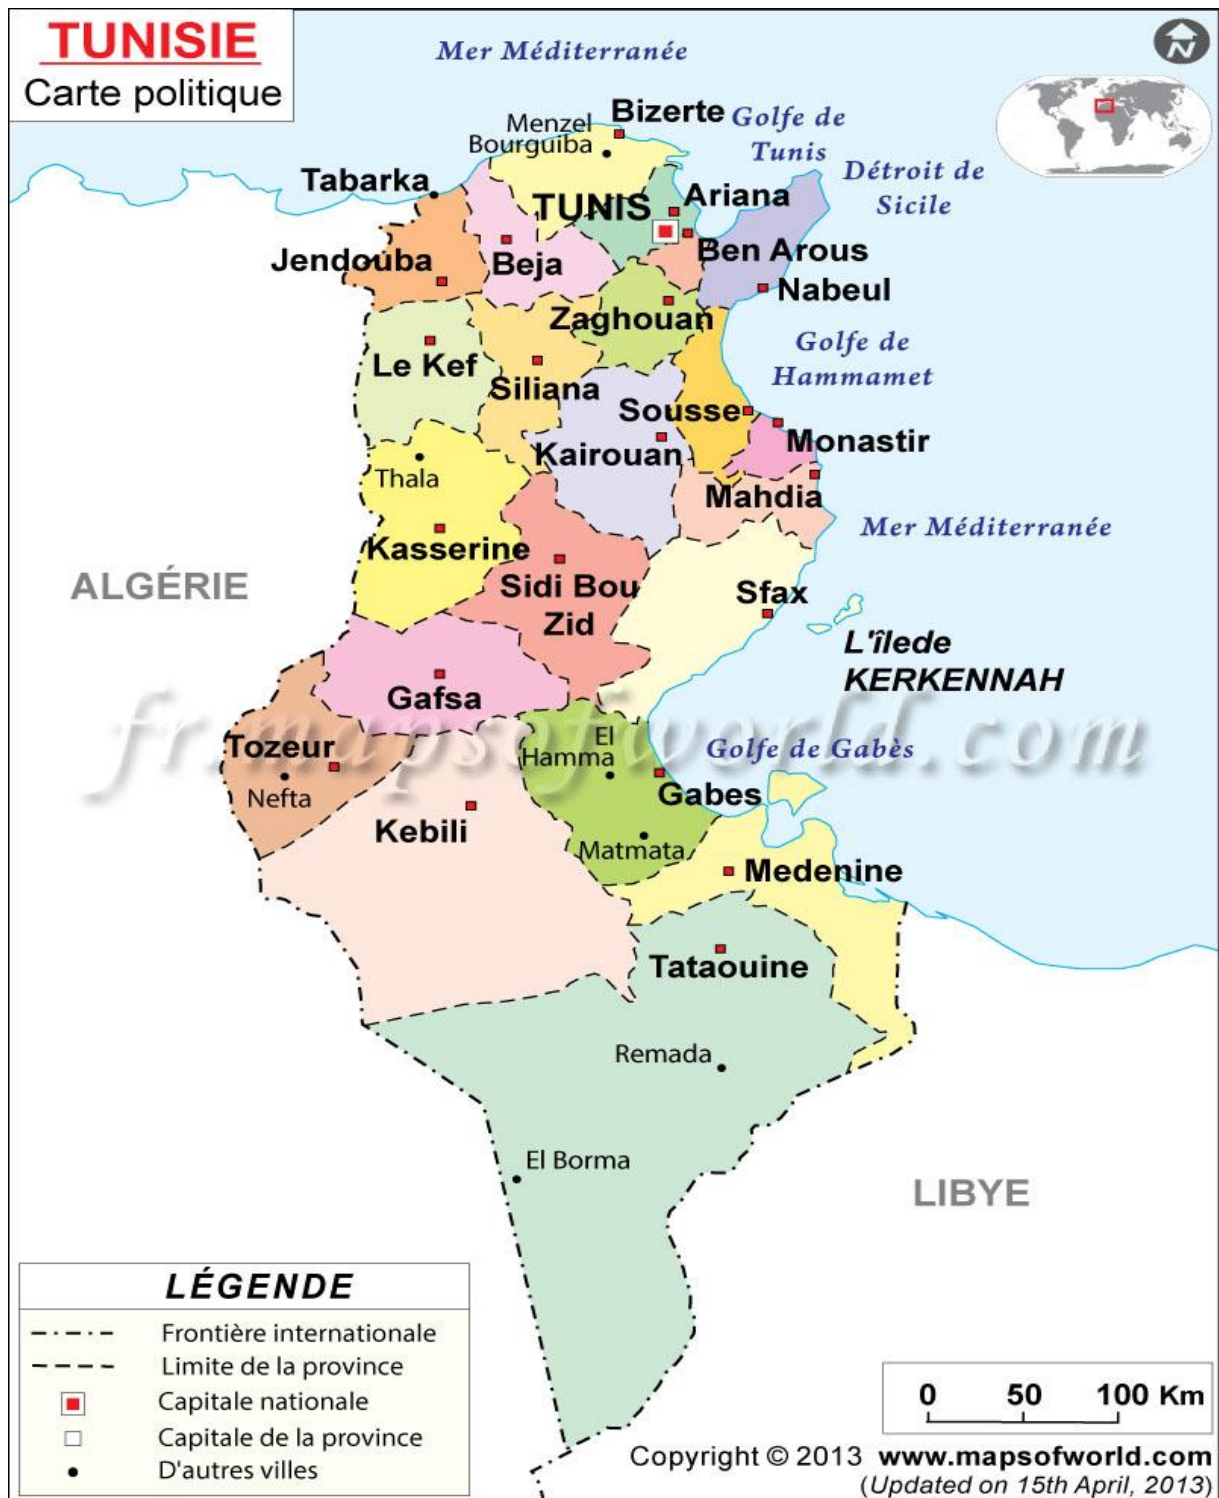 TUNISIE
Carte politique
Mer Méditerranée
N
Menzel
Bourguiba
Bizerte
Golfe de
Tunis
Détroit de
Sicile
Tabarka
TUNIS
Ariana
Jendouba
Beja
Ben Arous
Nabeul
Zaghouan
Golfe de
Hammamet
Le Kef
Siliana
Sousse
Kairouan
Monastir
Thala
Mahdia
Mer Méditerranée
Kasserine
ALGÉRIE
Sidi Bou
Zid
Sfax
L'îlede
KERKENNAH
Gafsa
fr.mapsofworld.com
Tozeur
Nefta
El
Hamma
Golfe de Gabès
Gabes
Kebili
Matmata
Medenine
Tataouine
Remada
El Borma
LIBYE
LÉGENDE
Frontière internationale
Limite de la province
Capitale nationale
Capitale de la province
D'autres villes
0 50 100 Km
Copyright © 2013 www.mapsofworld.com
(Updated on 15th April, 2013)